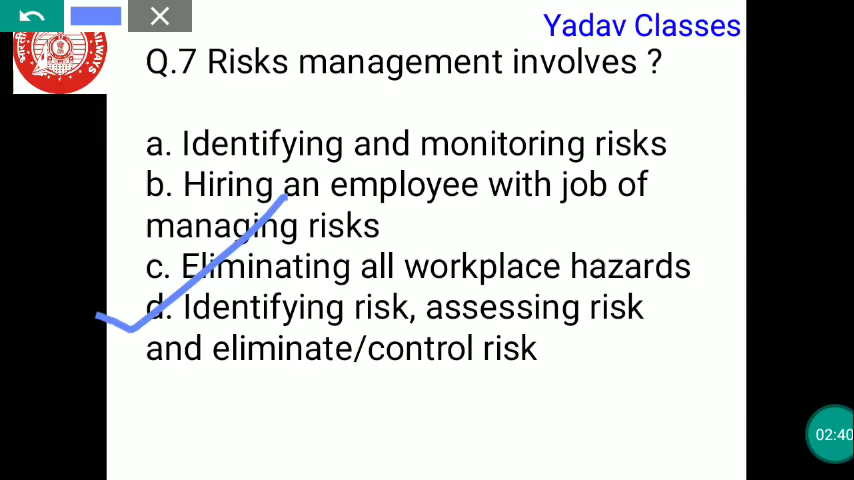 Yadav Classes
Q.7 Risks management involves ?
a. Identifying and monitoring risks
b. Hiring an employee with job of
managing risks
c. Eliminating all workplace hazards
d. Identifying risk, assessing risk
and eliminate/control risk
02:40